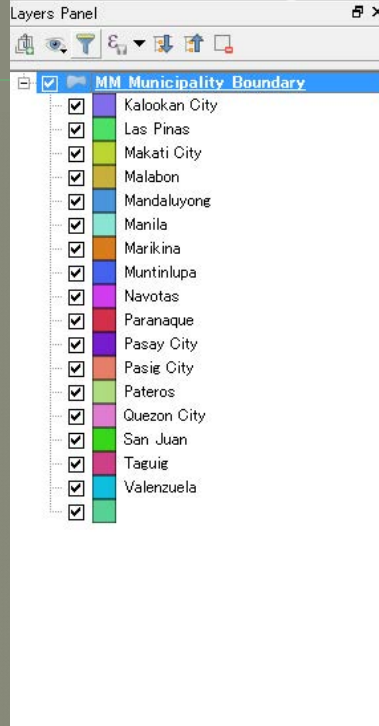 Layers Panel
MM Municipality Boundary
Kalookan City
Las Pinas
Makati City
Malabon
Mandaluyong
Manila
Marikina
Muntinlupa
Navotas
Paranaque
Pasay City
Pasig City
Pateros
Quezon City
San Juan
Taguig
Valenzuela